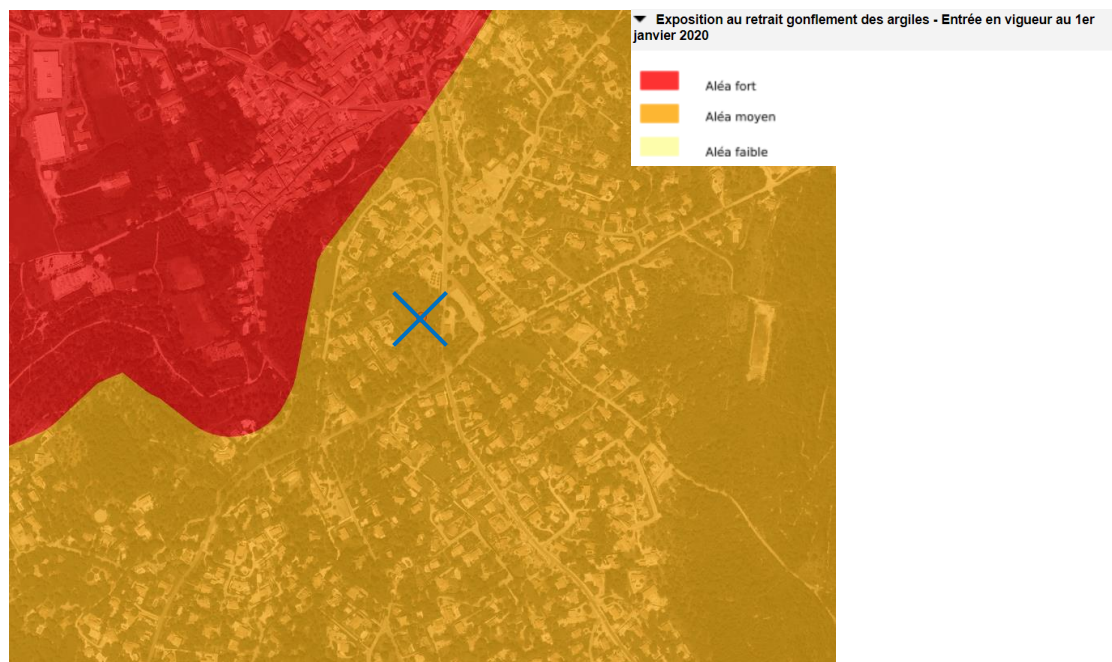 Exposition au retrait gonflement des argiles - Entrée en vigueur au 1er
janvier 2020
Aléa fort
Aléa moyen
Aléa faible